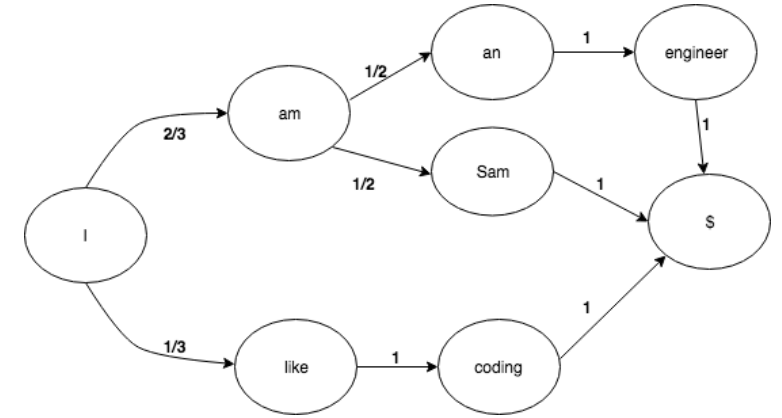 an
1
engineer
1/2
am
2/3
1
1/2
Sam
1
$
I
1
1/3
like
1
coding